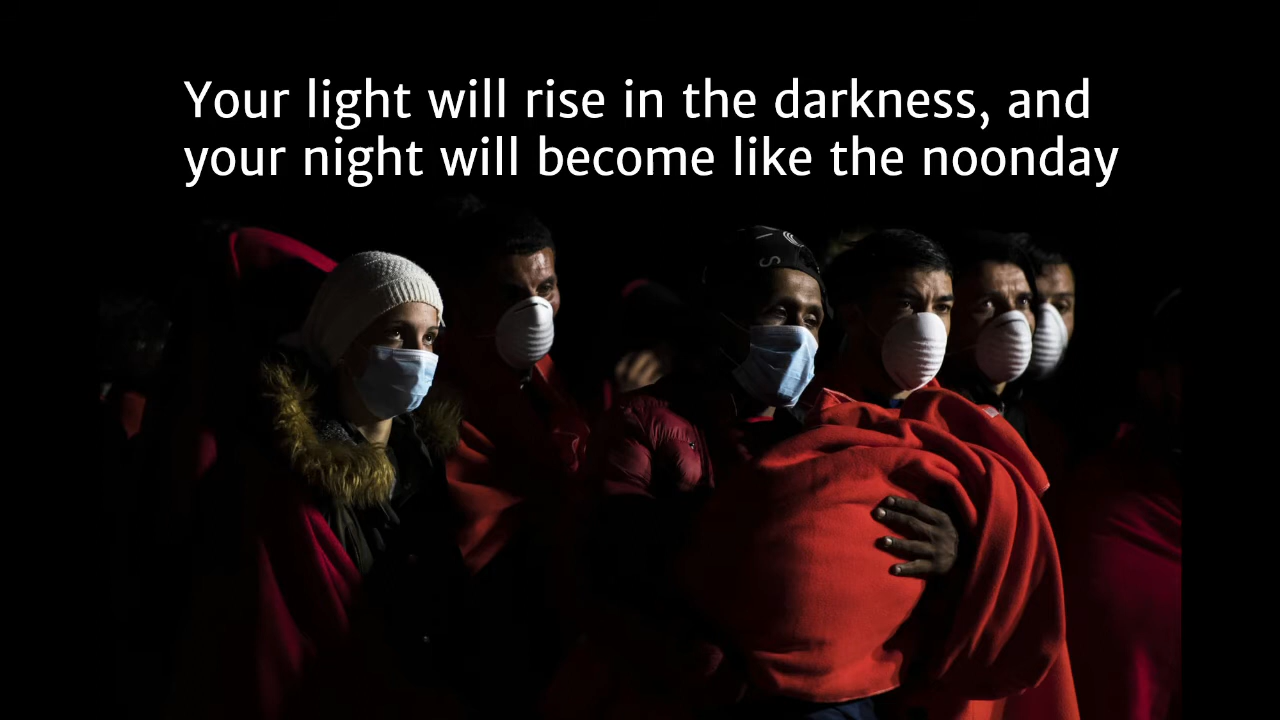 Your light will rise in the darkness, and
your night will become like the noonday